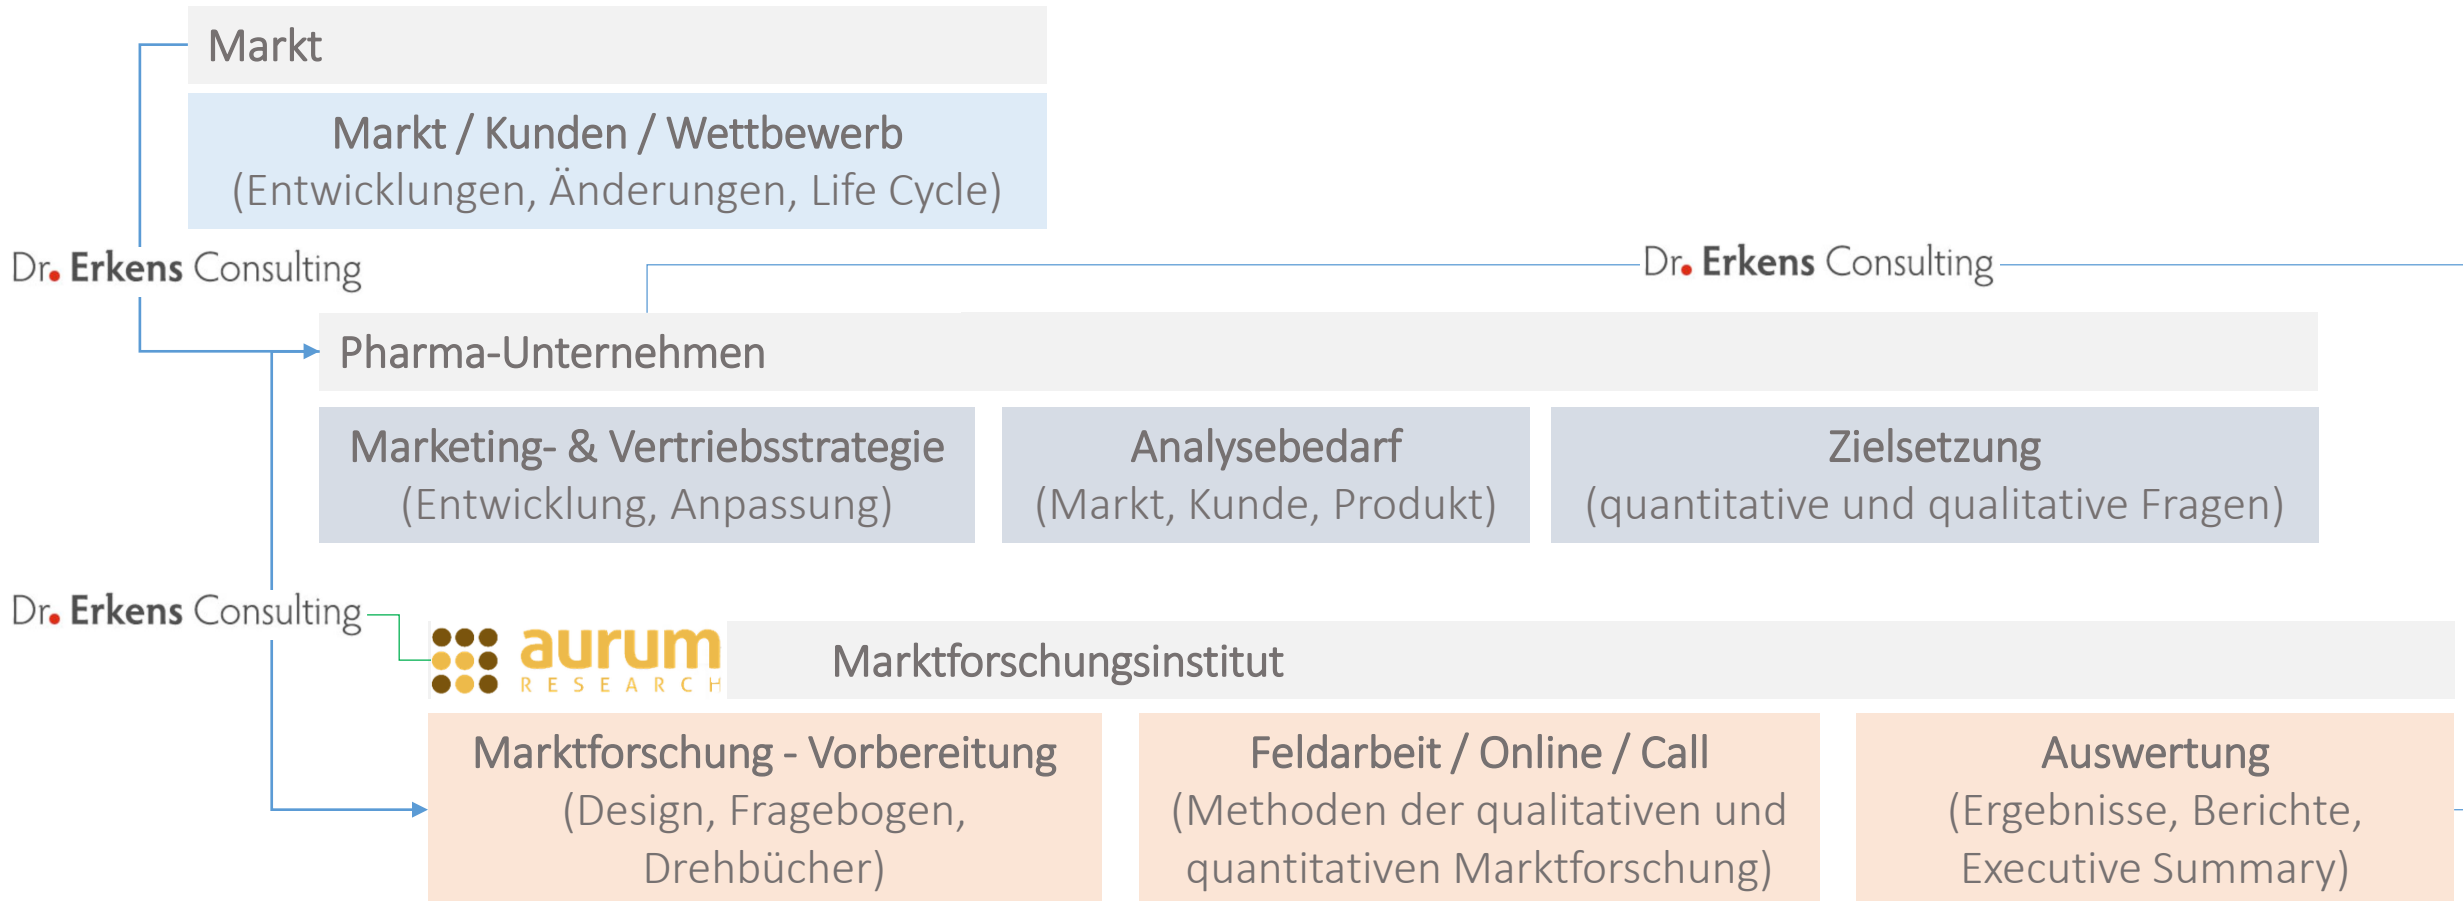 Markt
Markt / Kunden / Wettbewerb
(Entwicklungen, Änderungen, Life Cycle)
Dr. Erkens Consulting
Dr. Erkens Consulting
Pharma-Unternehmen
Marketing- & Vertriebsstrategie
(Entwicklung, Anpassung)
Analysebedarf
(Markt, Kunde, Produkt)
Zielsetzung
(quantitative und qualitative Fragen)
Dr. Erkens Consulting
aurum
RESEARCH
Marktforschungsinstitut
Marktforschung - Vorbereitung
(Design, Fragebogen,
Drehbücher)
Feldarbeit / Online / Call
(Methoden der qualitativen und
quantitativen Marktforschung)
Auswertung
(Ergebnisse, Berichte,
Executive Summary)